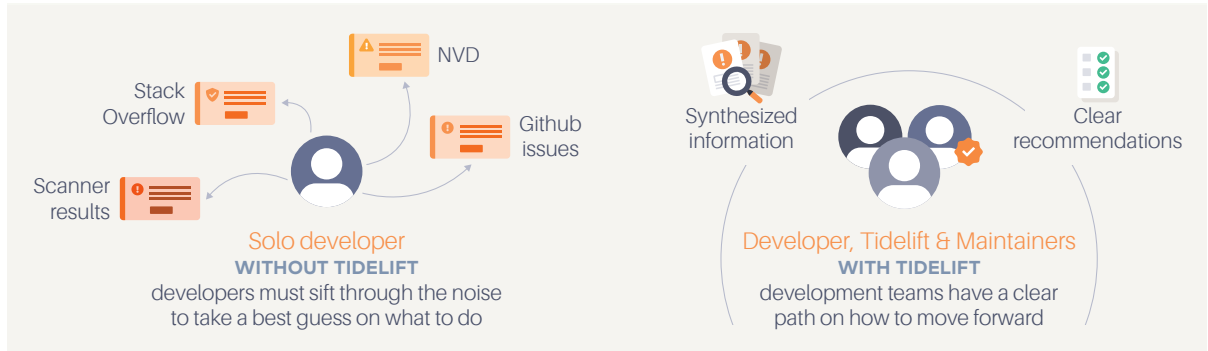 NVD
Stack
Overflow
Github
issues
Scanner
results
Solo developer
WITHOUT TIDELIFT
developers must sift through the noise
to take a best guess on what to do
Synthesized
information
Clear
recommendations
Developer, Tidelift & Maintainers
WITH TIDELIFT
development teams have a clear
path on how to move forward